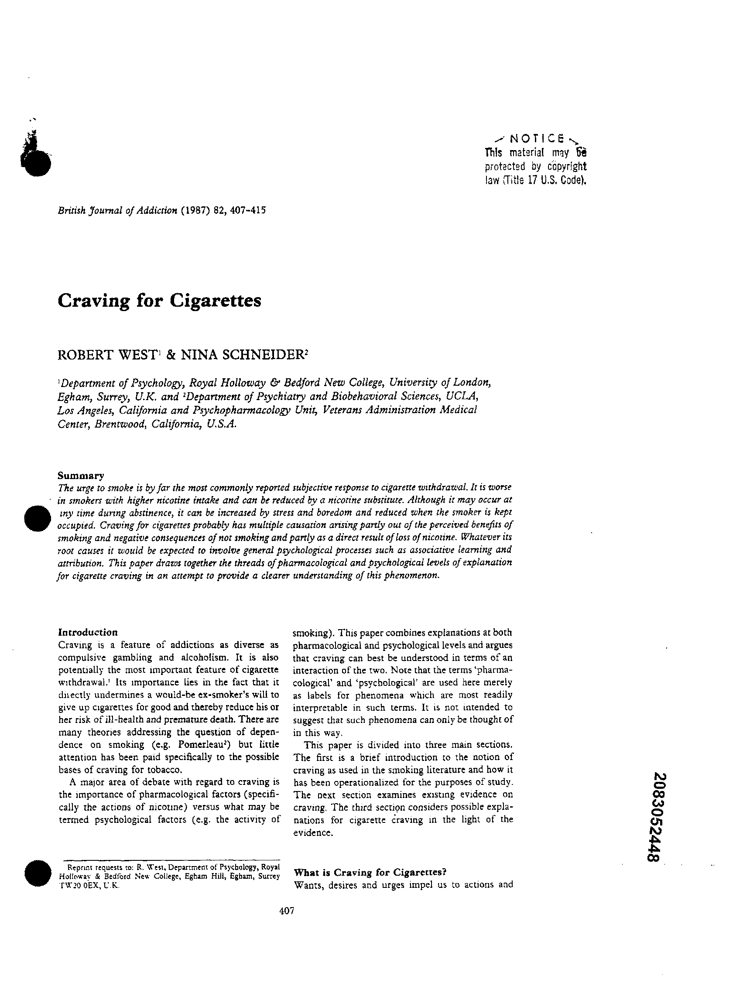 NOTICE
This material may be
protected by copyright
law (Title 17 U.S. Code).
British Journal of Addiction (1987) 82, 407-415
Craving for Cigarettes
ROBERT WEST¹ & NINA SCHNEIDER²
¹Department of Psychology, Royal Holloway & Bedford New College, University of London,
Egham, Surrey, U.K. and ²Department of Psychiatry and Biobehavioral Sciences, UCLA,
Los Angeles, California and Psychopharmacology Unit, Veterans Administration Medical
Center, Brentwood, California, U.S.A.
Summary
The urge to smoke is by far the most commonly reported subjective response to cigarette withdrawal. It is worse
in smokers with higher nicotine intake and can be reduced by a nicotine substitute. Although it may occur at
any time during abstinence, it can be increased by stress and boredom and reduced when the smoker is kept
occupied. Craving for cigarettes probably has multiple causation arising partly out of the perceived benefits of
smoking and negative consequences of not smoking and partly as a direct result of loss of nicotine. Whatever its
root causes it would be expected to involve general psychological processes such as associative learning and
attribution. This paper draws together the threads of pharmacological and psychological levels of explanation
for cigarette craving in an attempt to provide a clearer understanding of this phenomenon.
Introduction
Craving is a feature of addictions as diverse as
compulsive gambling and alcoholism. It is also
potentially the most important feature of cigarette
withdrawal.¹ Its importance lies in the fact that it
directly undermines a would-be ex-smoker's will to
give up cigarettes for good and thereby reduce his or
her risk of ill-health and premature death. There are
many theories addressing the question of depen-
dence on smoking (e.g. Pomerleau²) but little
attention has been paid specifically to the possible
bases of craving for tobacco.
A major area of debate with regard to craving is
the importance of pharmacological factors (specifi-
cally the actions of nicotine) versus what may be
termed psychological factors (e.g. the activity of
Reprint requests to: R. West, Department of Psychology, Royal
Holloway & Bedford New College, Egham Hill, Egham, Surrey
TW20 0EX, U.K.
smoking). This paper combines explanations at both
pharmacological and psychological levels and argues
that craving can best be understood in terms of an
interaction of the two. Note that the terms 'pharma-
cological' and 'psychological' are used here merely
as labels for phenomena which are most readily
interpretable in such terms. It is not intended to
suggest that such phenomena can only be thought of
in this way.
This paper is divided into three main sections.
The first is a brief introduction to the notion of
craving as used in the smoking literature and how it
has been operationalized for the purposes of study.
The next section examines existing evidence on
craving. The third section considers possible expla-
nations for cigarette craving in the light of the
evidence.
What is Craving for Cigarettes?
Wants, desires and urges impel us to actions and
407
2083052448